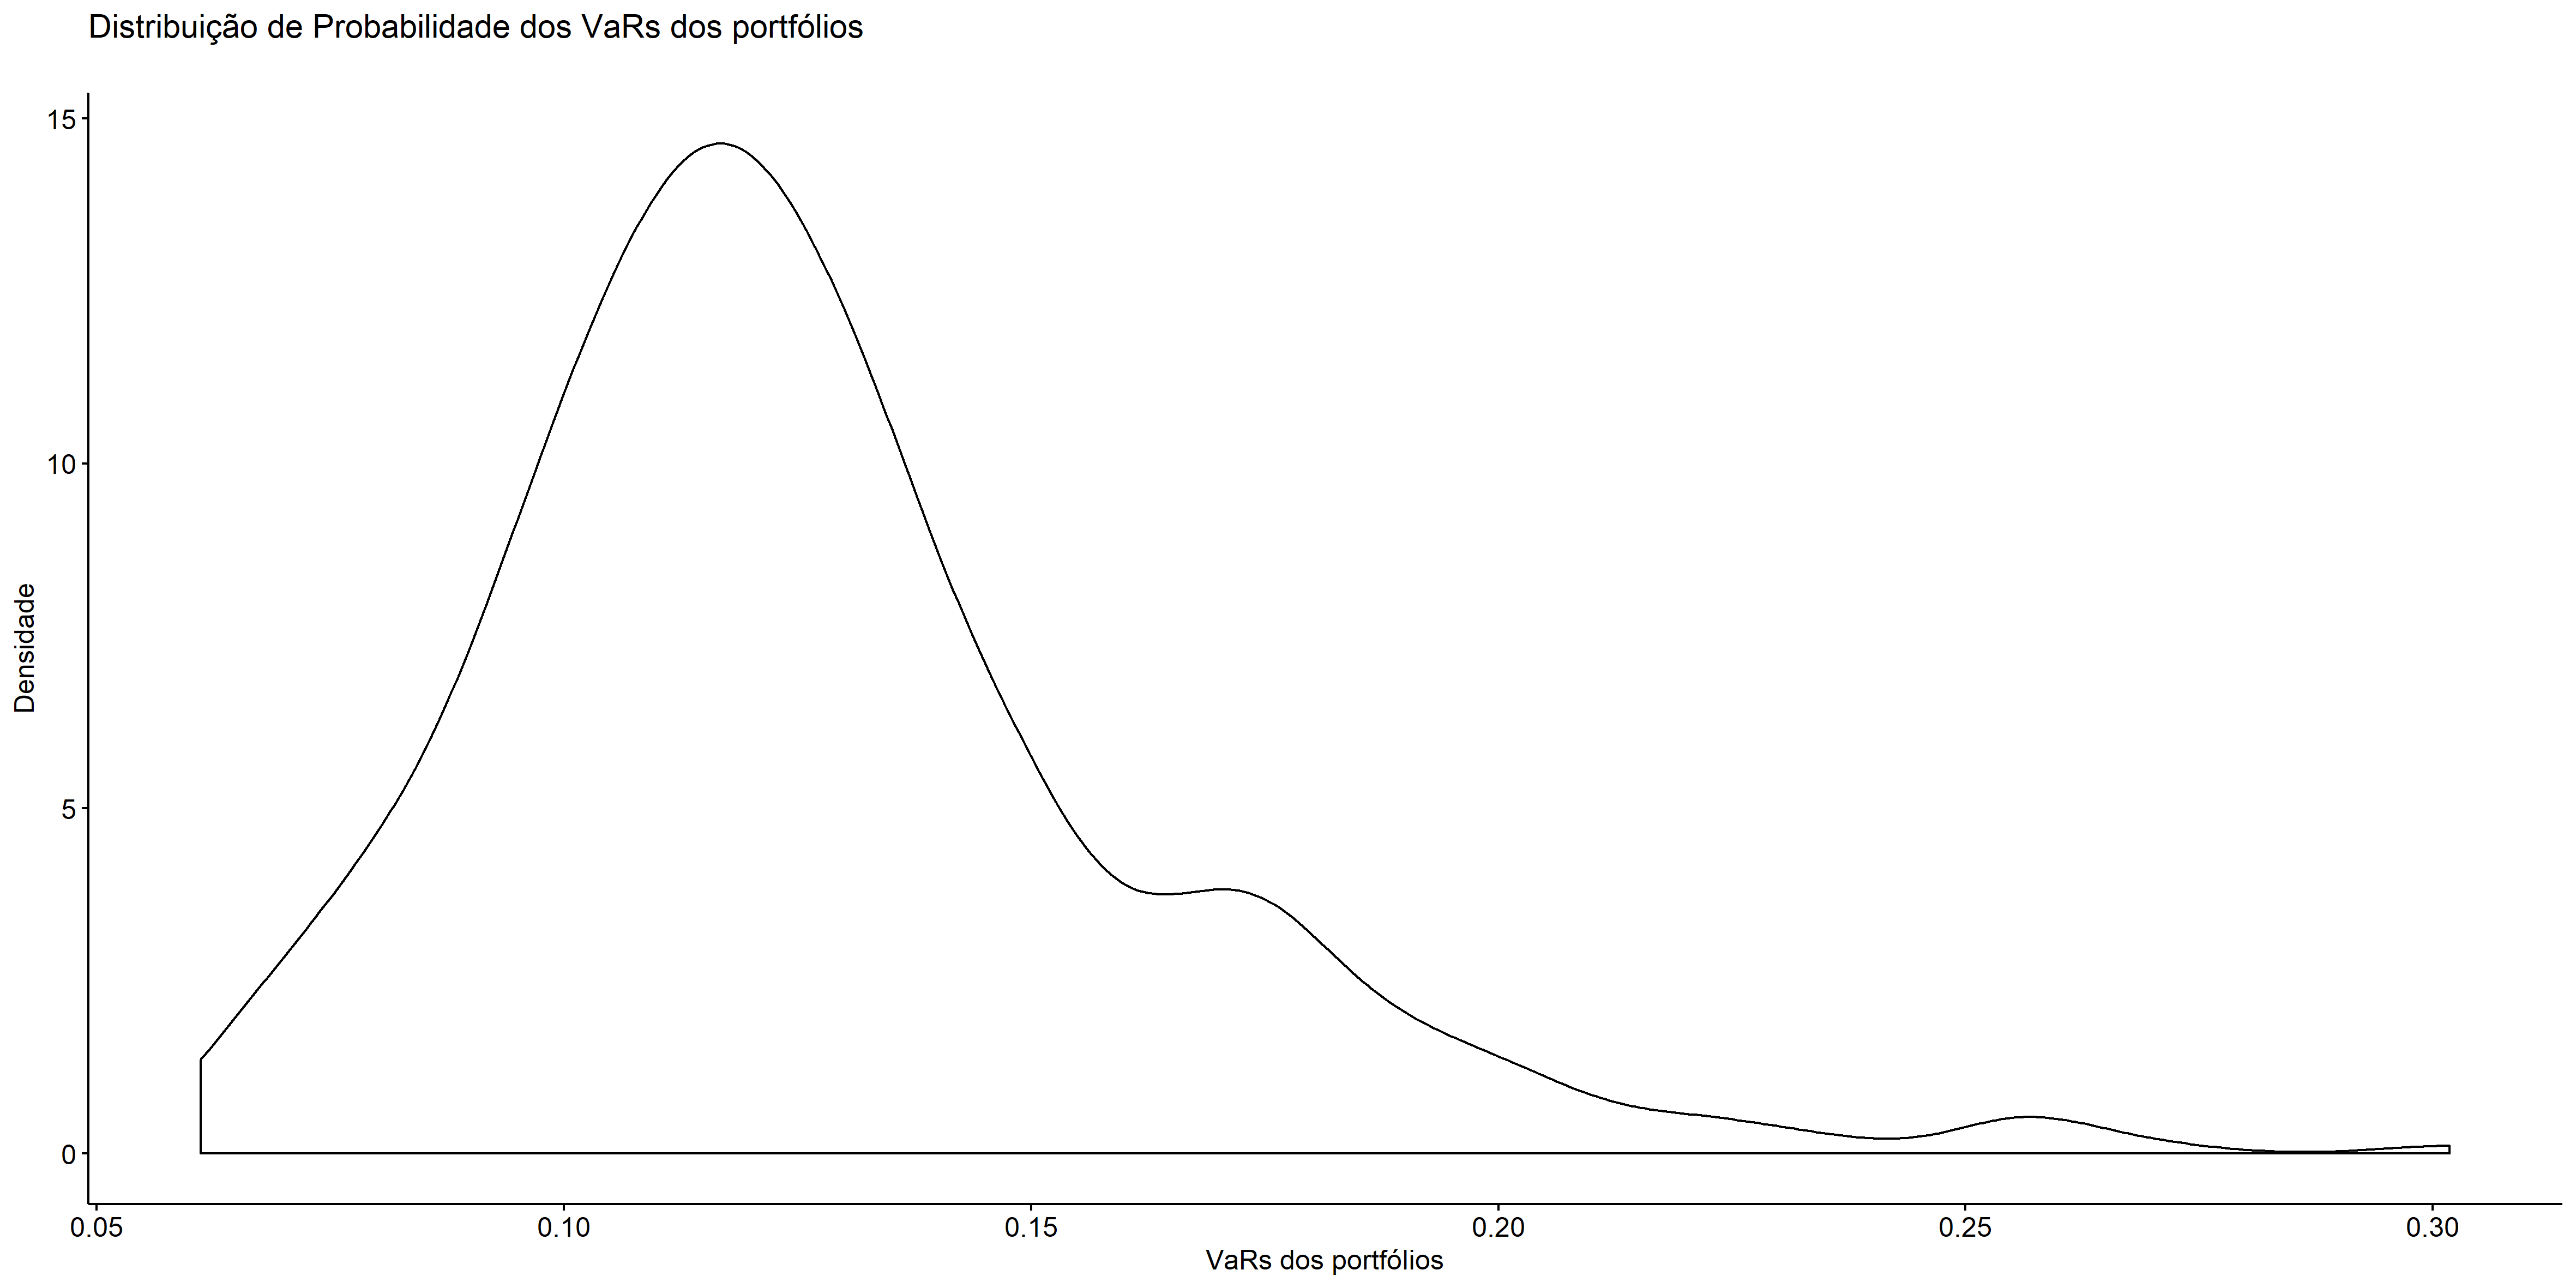 Distribuição de Probabilidade dos VaRs dos portfólios
15
10
5
0
Densidade
0.05 0.10 0.15 0.20 0.25 0.30
VaRs dos portfólios